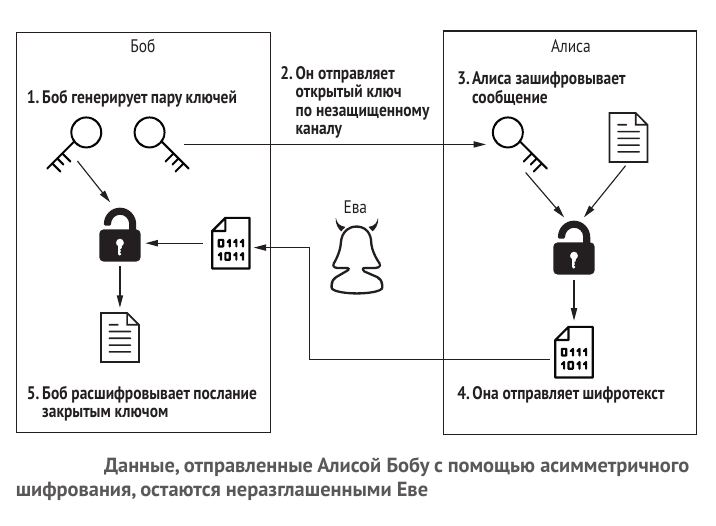 Боб
1. Боб генерирует пару ключей
2. Он отправляет
открытый ключ
по незащищенному
каналу
Алиса
3. Алиса зашифровывает
сообщение
Ева
0111
1011
0111
1011
4. Она отправляет шифротекст
5. Боб расшифровывает послание
закрытым ключом
Данные, отправленные Алисой Бобу с помощью асимметричного
шифрования, остаются неразглашенными Еве